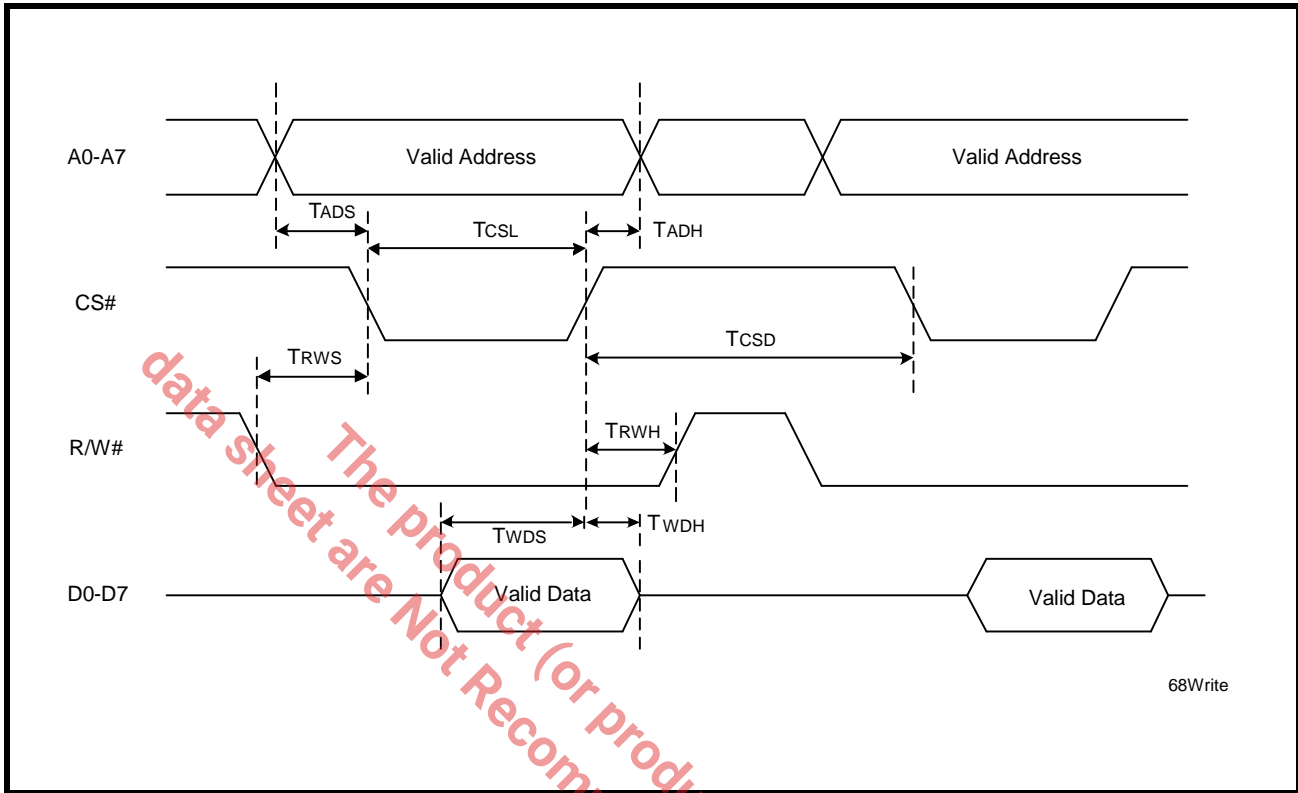 A0-A7
Valid Address
Valid Address
TADS
TCSL
TADH
CS#
TCSD
TRWS
R/W#
TRWH
TWDS
TWDH
D0-D7
Valid Data
Valid Data
68Write
The product (or produ
data sheet are Not Recom